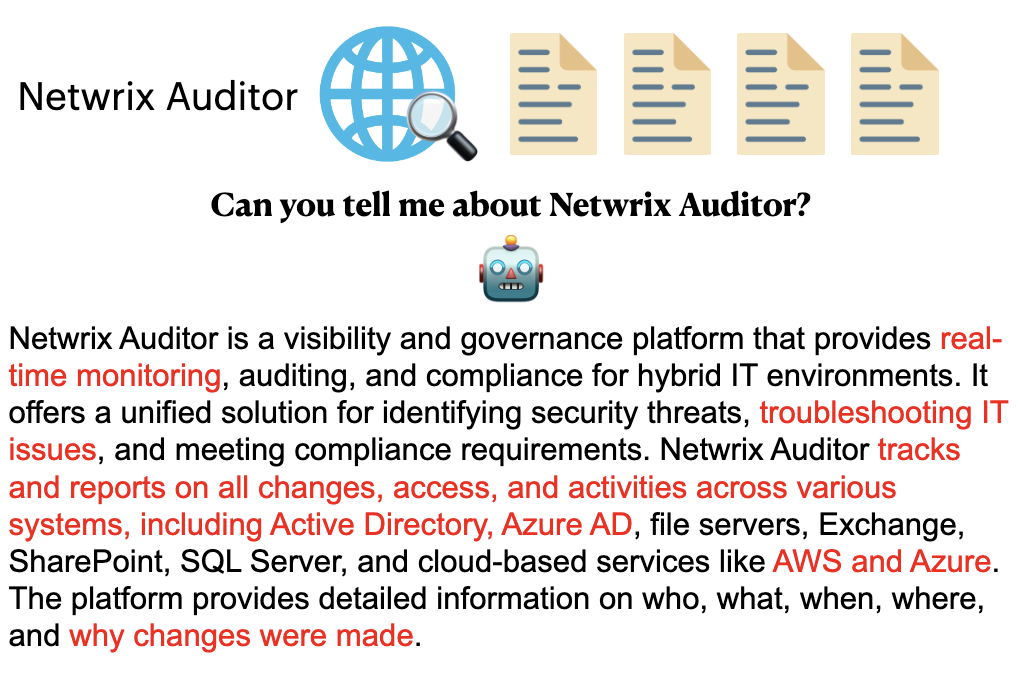 Netwrix Auditor
Can you tell me about Netwrix Auditor?
Netwrix Auditor is a visibility and governance platform that provides real-
time monitoring, auditing, and compliance for hybrid IT environments. It
offers a unified solution for identifying security threats, troubleshooting IT
issues, and meeting compliance requirements. Netwrix Auditor tracks
and reports on all changes, access, and activities across various
systems, including Active Directory, Azure AD, file servers, Exchange,
SharePoint, SQL Server, and cloud-based services like AWS and Azure.
The platform provides detailed information on who, what, when, where,
and why changes were made.